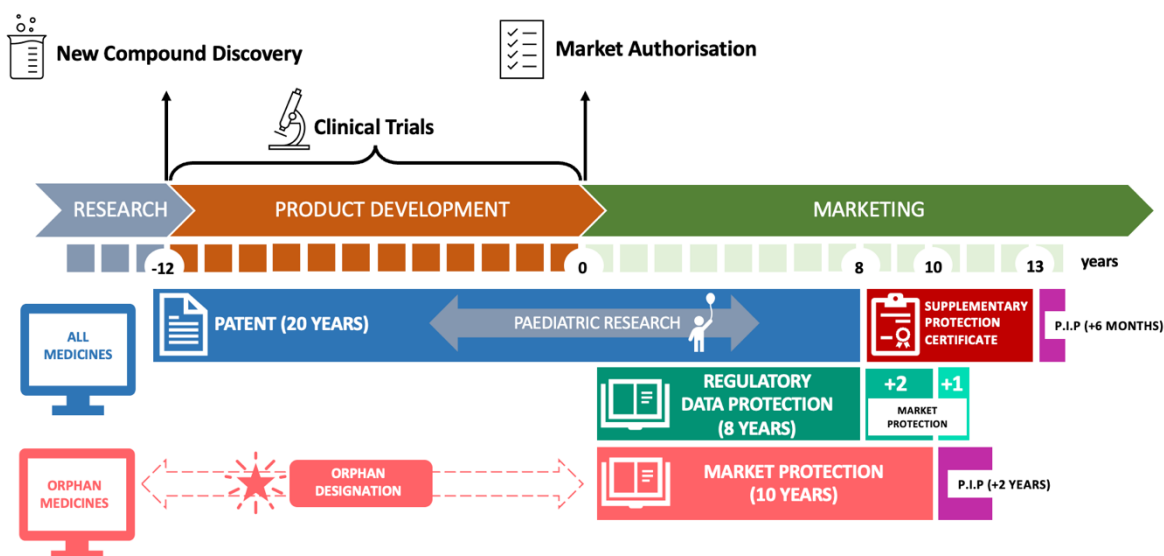 New Compound Discovery
Market Authorisation
Clinical Trials
RESEARCH
PRODUCT DEVELOPMENT
MARKETING
-12
0
8
10
13
years
ALL
MEDICINES
PATENT (20 YEARS)
PAEDIATRIC RESEARCH
SUPPLEMENTARY
PROTECTION
CERTIFICATE
P.I.P (+6 MONTHS)
REGULATORY
DATA PROTECTION
(8 YEARS)
+2
+1
MARKET
PROTECTION
ORPHAN
MEDICINES
ORPHAN
DESIGNATION
MARKET PROTECTION
(10 YEARS)
P.I.P (+2 YEARS)